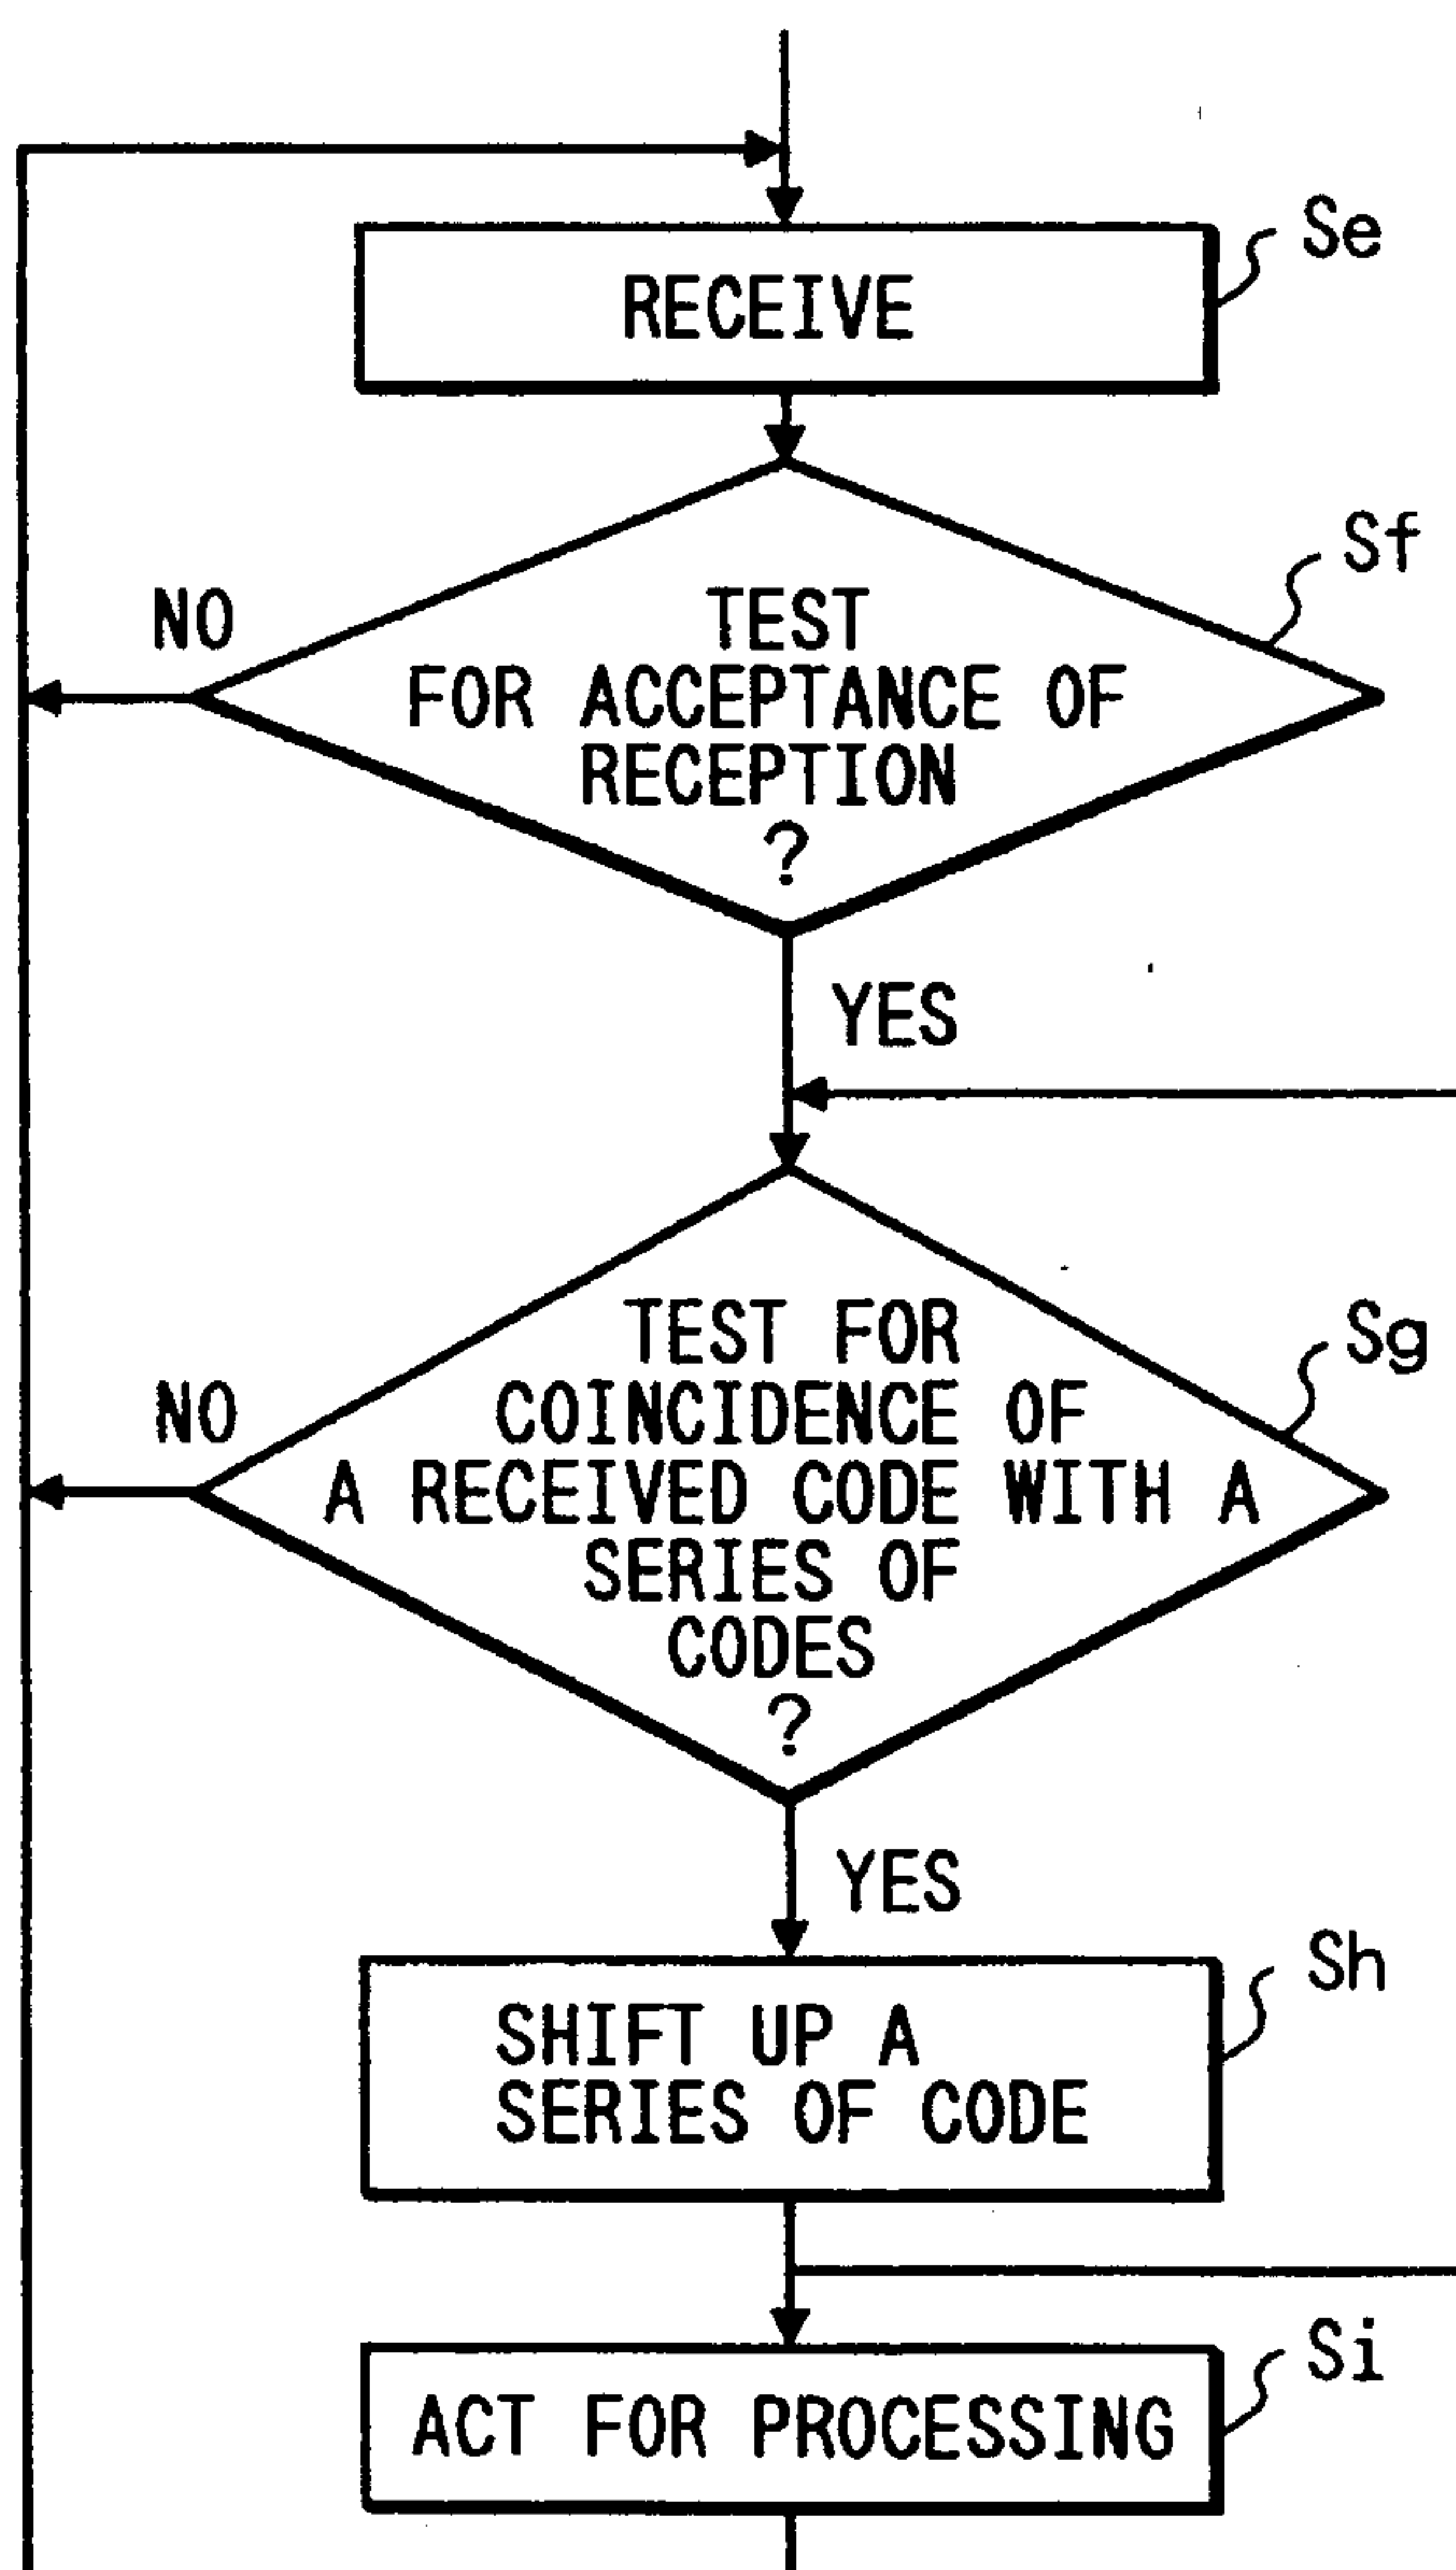 Se
RECEIVE
Sf
NO
TEST
FOR ACCEPTANCE OF
RECEPTION
?
YES
Sg
NO
TEST FOR
COINCIDENCE OF
A RECEIVED CODE WITH A
SERIES OF
CODES
?
YES
Sh
SHIFT UP A
SERIES OF CODE
Si
ACT FOR PROCESSING